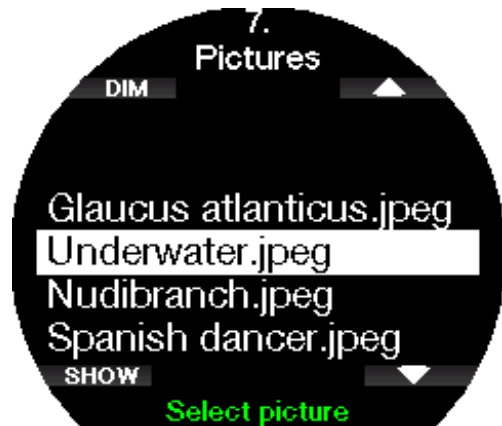 7.
Pictures
DIM
Glaucus atlanticus.jpeg
Underwater.jpeg
Nudibranch.jpeg
Spanish dancer.jpeg
SHOW
Select picture